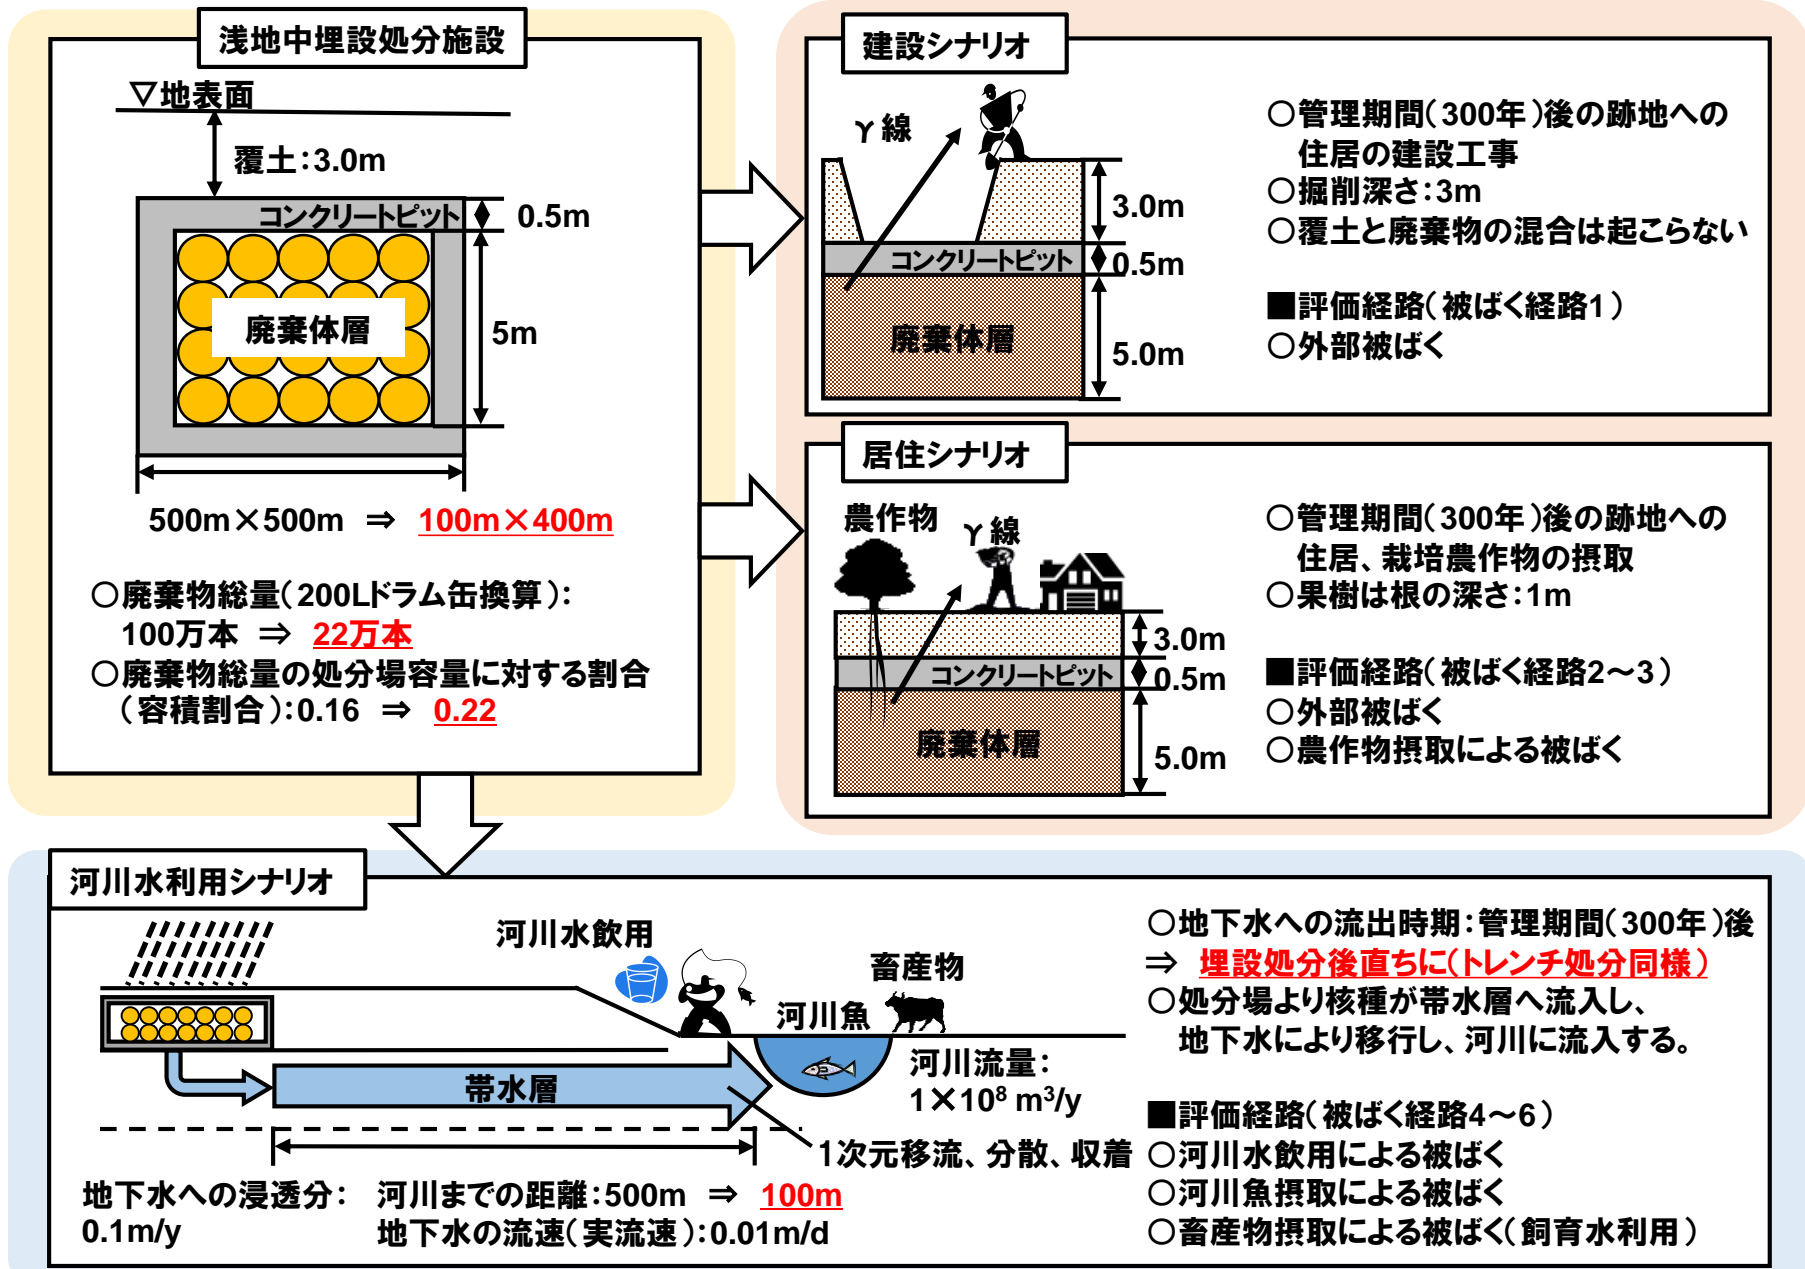 浅地中埋設処分施設
▽地表面
覆土：3.0m
コンクリートピット
0.5m
廃棄体層
5m
500m×500m ⇒ 100m×400m
○廃棄物総量（200Lドラム缶換算）：
100万本 ⇒ 22万本
○廃棄物総量の処分場容量に対する割合
（容積割合）：0.16 ⇒ 0.22
建設シナリオ
γ線
3.0m
コンクリートピット
0.5m
廃棄体層
5.0m
○管理期間（300年）後の跡地への
住居の建設工事
○掘削深さ：3m
○覆土と廃棄物の混合は起こらない
■評価経路（被ばく経路1）
○外部被ばく
居住シナリオ
農作物
γ線
3.0m
コンクリートピット
0.5m
廃棄体層
5.0m
○管理期間（300年）後の跡地への
住居、栽培農作物の摂取
○果樹は根の深さ：1m
■評価経路（被ばく経路2～3）
○外部被ばく
○農作物摂取による被ばく
河川水利用シナリオ
河川水飲用
畜産物
河川魚
河川流量：
1×10⁸ m³/y
帯水層
1次元移流、分散、収着
地下水への浸透分：
0.1m/y
河川までの距離：500m ⇒ 100m
地下水の流速（実流速）：0.01m/d
○地下水への流出時期：管理期間（300年）後
⇒ 埋設処分後直ちに（トレンチ処分同様）
○処分場より核種が帯水層へ流入し、
地下水により移行し、河川に流入する。
■評価経路（被ばく経路4～6）
○河川水飲用による被ばく
○河川魚摂取による被ばく
○畜産物摂取による被ばく（飼育水利用）